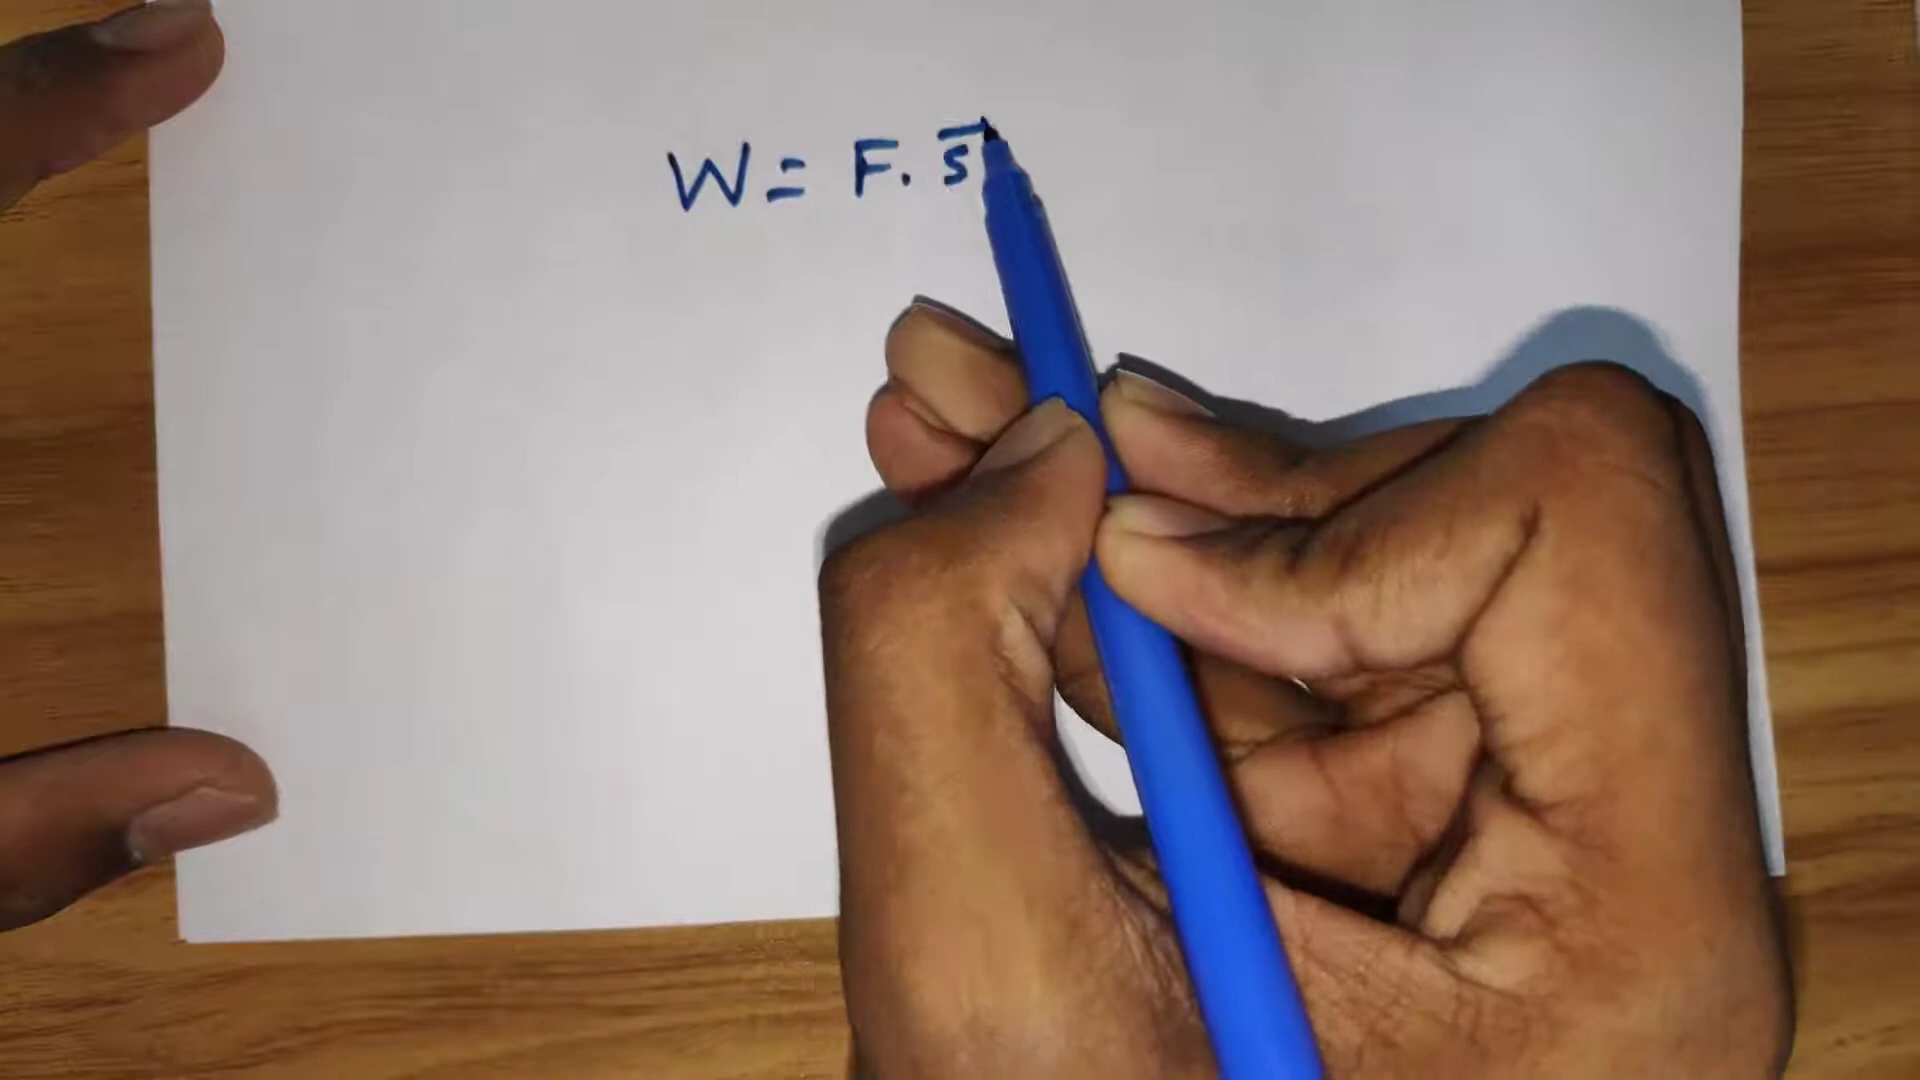 W = F. s⃗